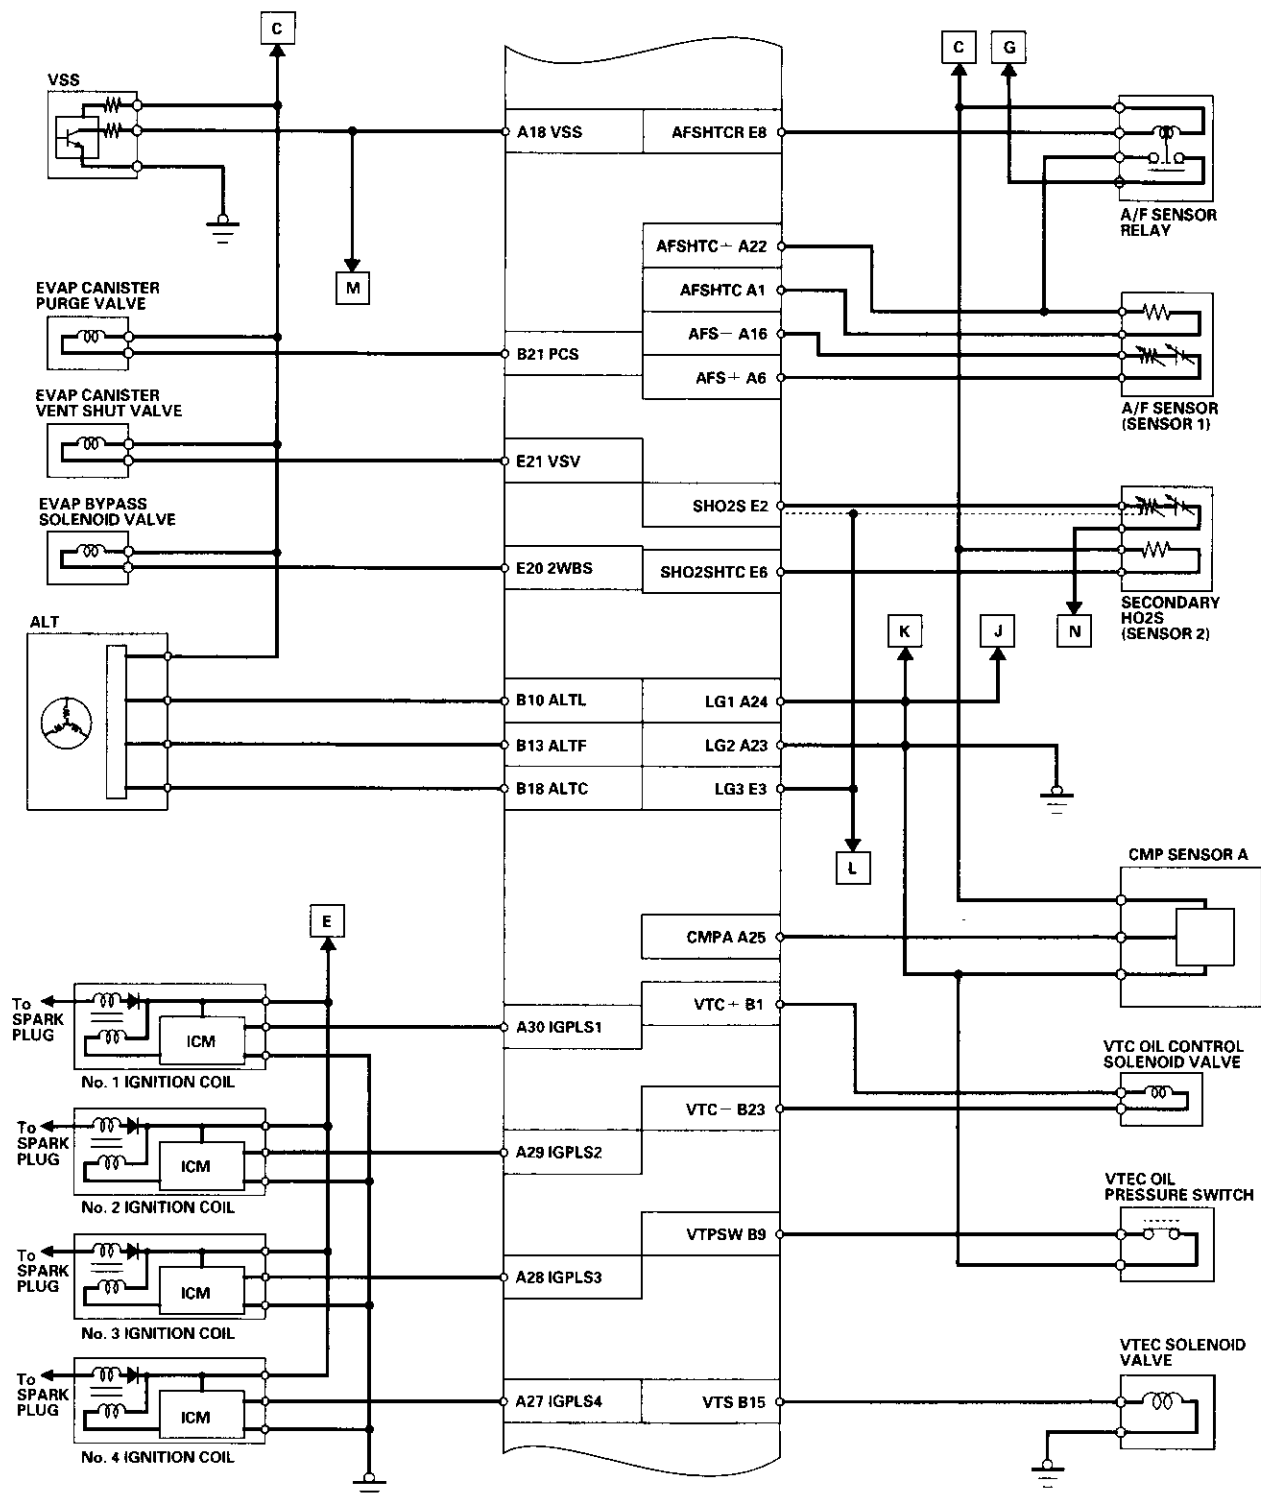 C
C
G
VSS
A18 VSS
AFSHTCR E8
A/F SENSOR
RELAY
M
AFSHTC+ A22
AFSHTC A1
AFS− A16
AFS+ A6
A/F SENSOR
(SENSOR 1)
EVAP CANISTER
PURGE VALVE
B21 PCS
EVAP CANISTER
VENT SHUT VALVE
E21 VSV
SHO2S E2
EVAP BYPASS
SOLENOID VALVE
E20 2WBS
SHO2SHTC E6
SECONDARY
HO2S
(SENSOR 2)
K
J
N
ALT
B10 ALTL
LG1 A24
B13 ALTF
LG2 A23
B18 ALTC
LG3 E3
L
CMP SENSOR A
E
CMPA A25
VTC+ B1
To
SPARK
PLUG
ICM
A30 IGPLS1
No. 1 IGNITION COIL
VTC OIL CONTROL
SOLENOID VALVE
VTC− B23
To
SPARK
PLUG
ICM
A29 IGPLS2
No. 2 IGNITION COIL
VTEC OIL
PRESSURE SWITCH
VTPSW B9
To
SPARK
PLUG
ICM
A28 IGPLS3
No. 3 IGNITION COIL
VTEC SOLENOID
VALVE
To
SPARK
PLUG
ICM
A27 IGPLS4
VTS B15
No. 4 IGNITION COIL